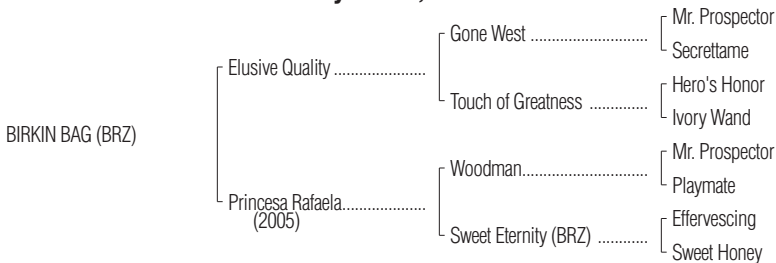 Mr. Prospector
Gone West ..................
Secrettame
Elusive Quality ......................
Hero's Honor
Touch of Greatness ..............
Ivory Wand
BIRKIN BAG (BRZ)
Mr. Prospector
Woodman..............................
Playmate
Princesa Rafaela....................
(2005)
Effervescing
Sweet Eternity (BRZ) ............
Sweet Honey